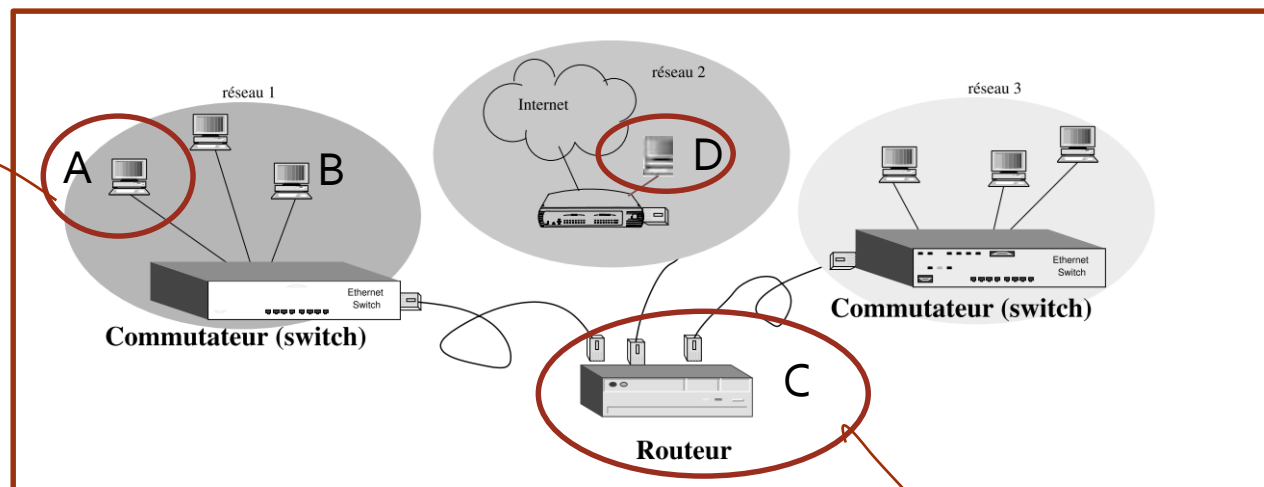 réseau 1
réseau 2
réseau 3
Internet
A
B
D
Ethernet
Switch
Commutateur (switch)
Ethernet
Switch
Commutateur (switch)
C
Routeur